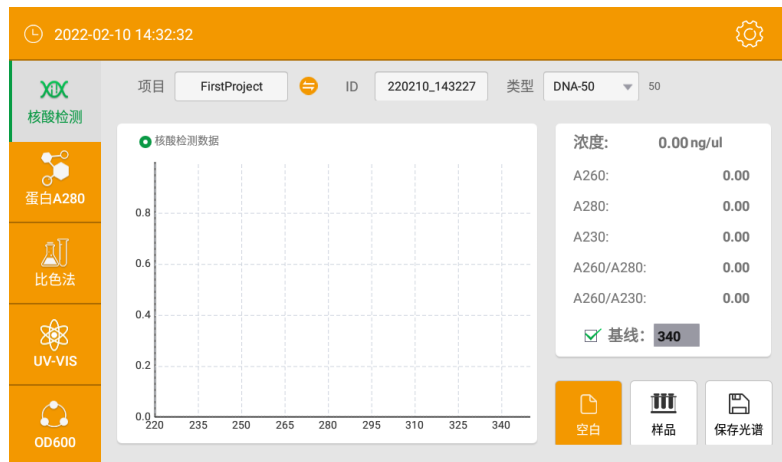 2022-02-10 14:32:32
核酸检测
蛋白A280
比色法
UV-VIS
OD600
项目 FirstProject ID 220210_143227 类型 DNA-50 50
核酸检测数据
0.8
0.6
0.4
0.2
0.0
220 235 250 265 280 295 310 325 340
浓度: 0.00 ng/ul
A260: 0.00
A280: 0.00
A230: 0.00
A260/A280: 0.00
A260/A230: 0.00
基线: 340
空白 样品 保存光谱